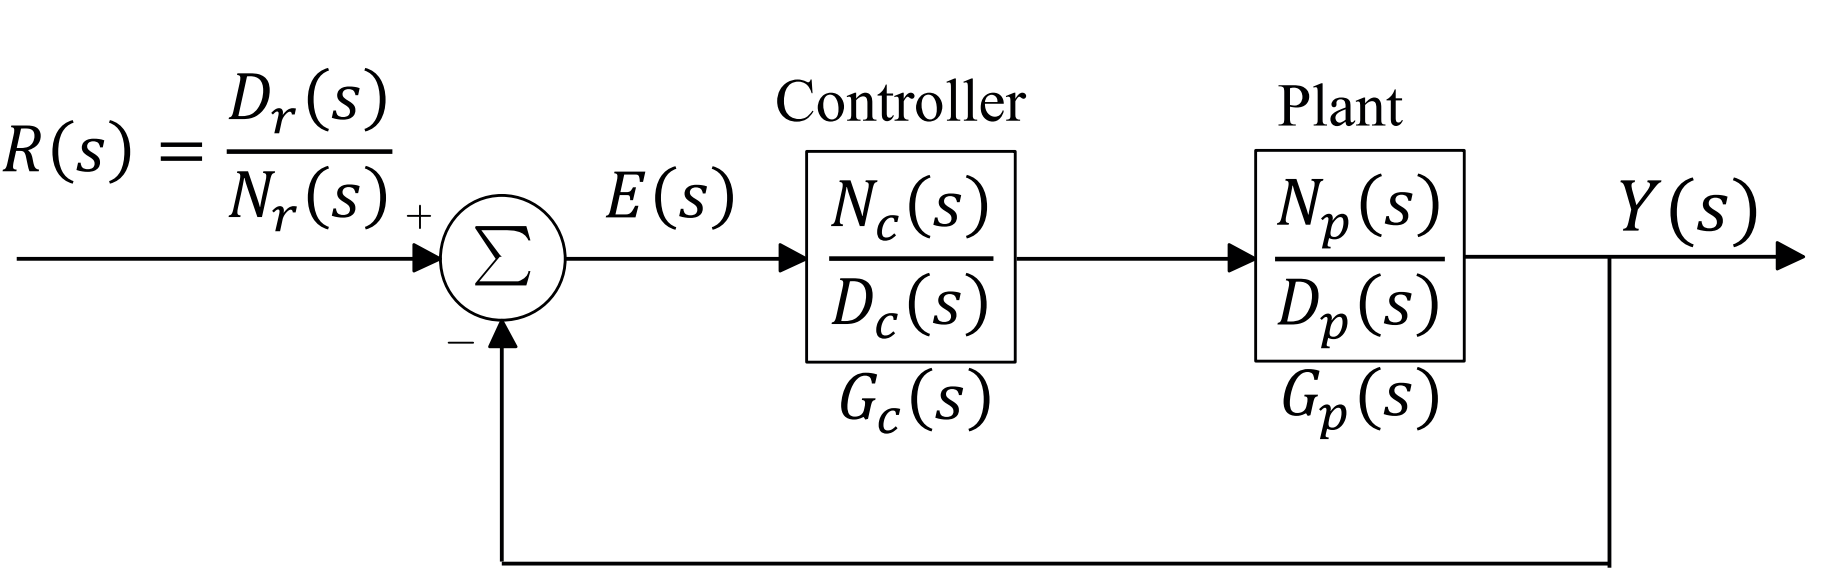 R(s) = D_r(s) / N_r(s)
+
∑
−
E(s)
Controller
N_c(s) / D_c(s)
G_c(s)
Plant
N_p(s) / D_p(s)
G_p(s)
Y(s)